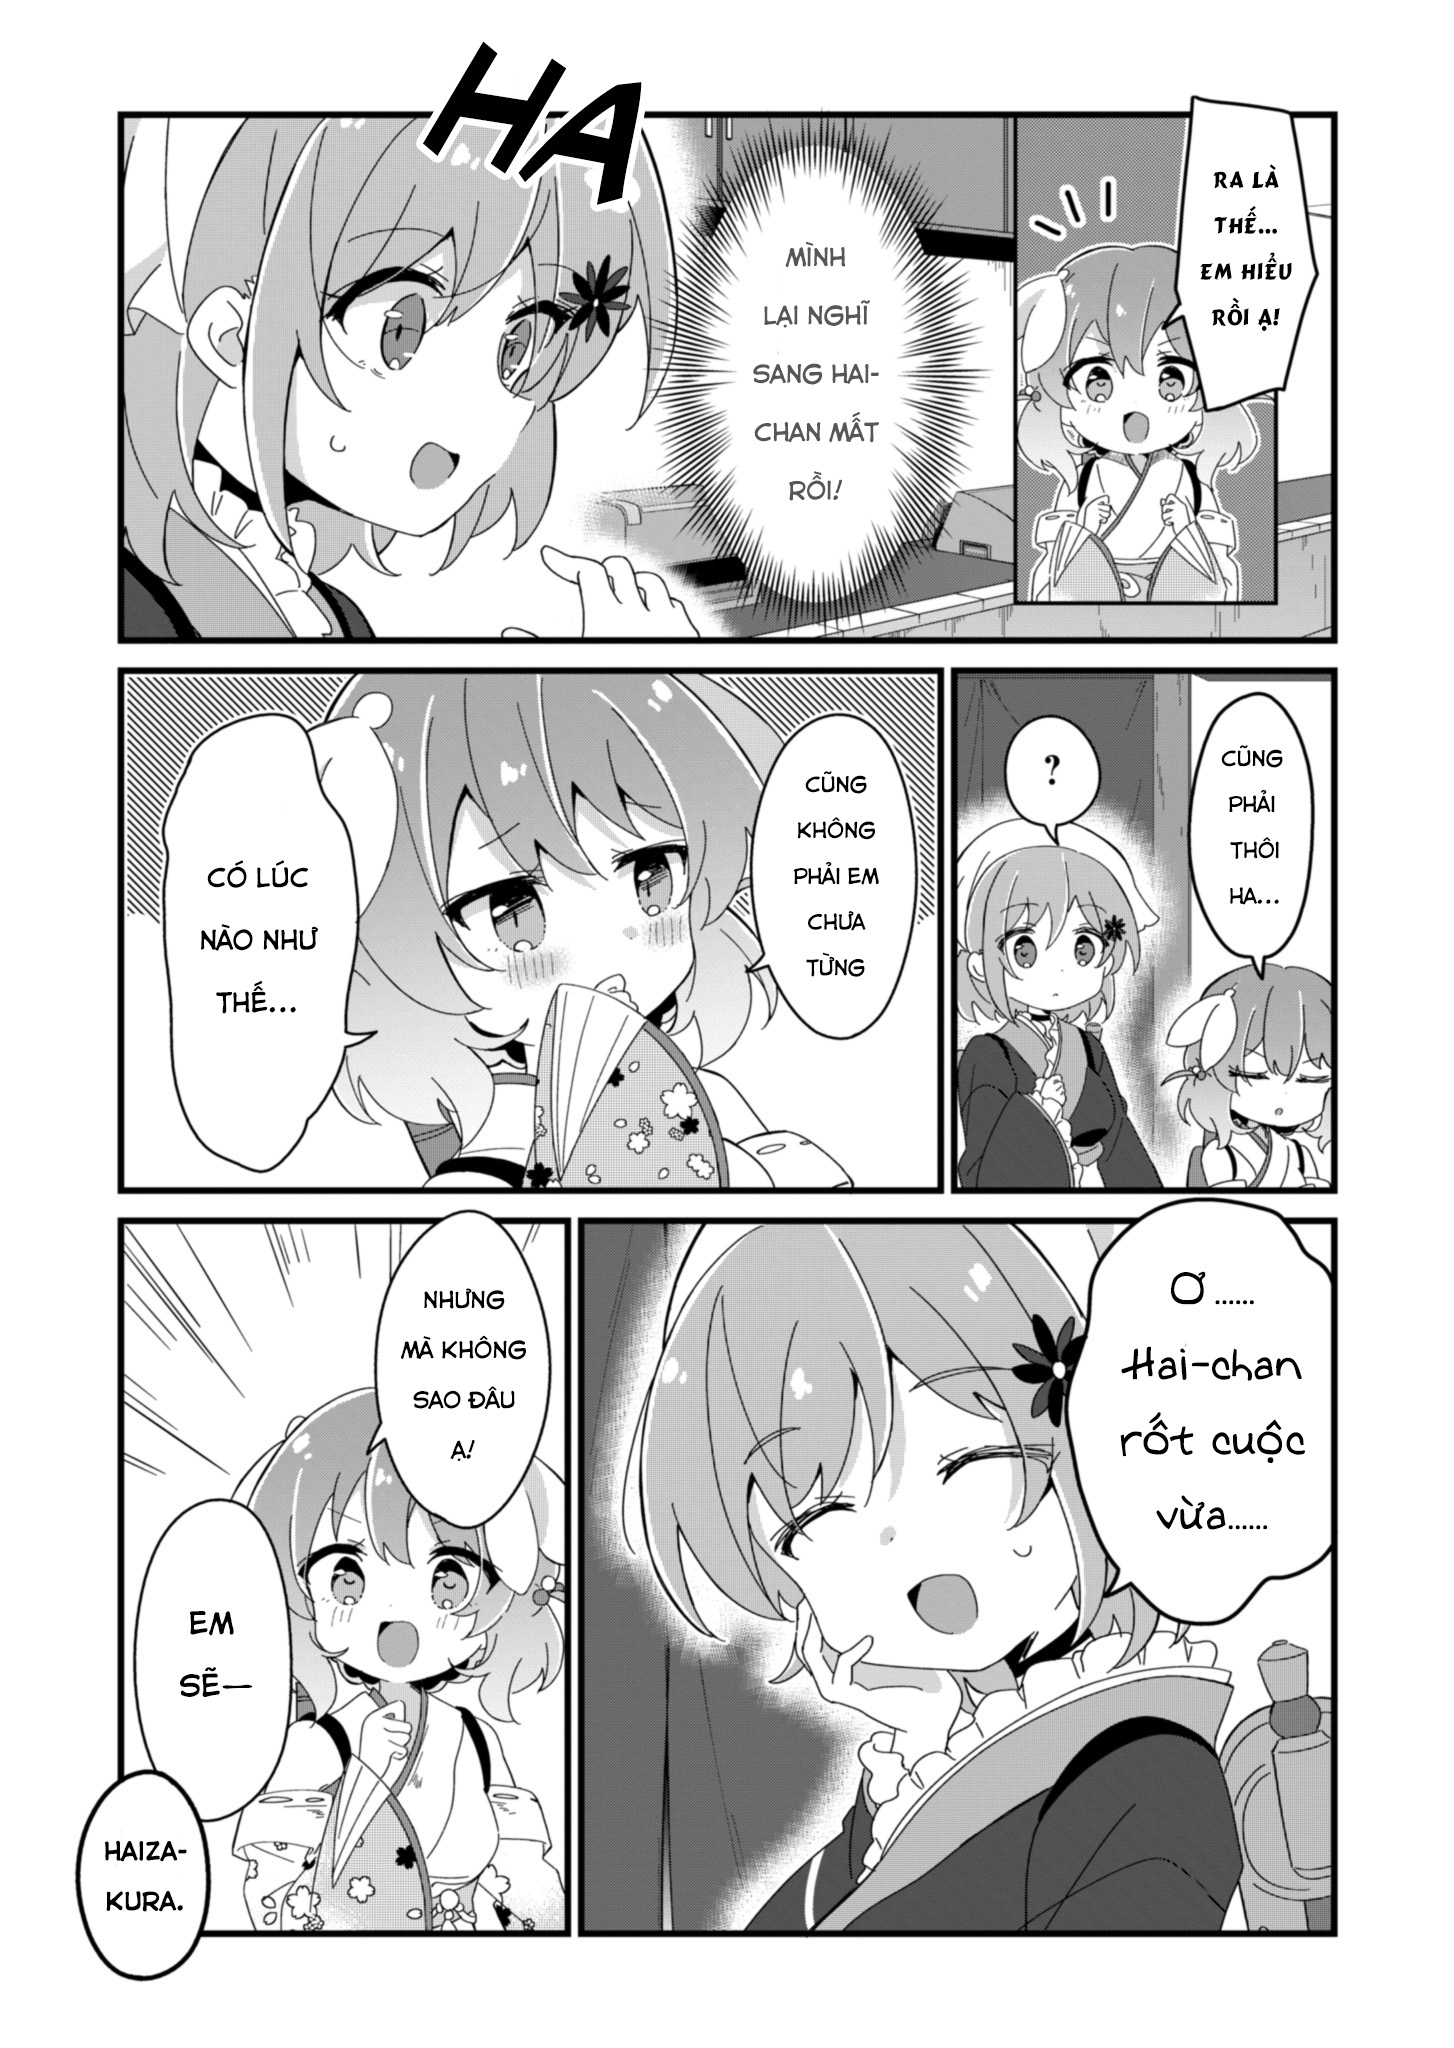 RA LÀ
THẾ...
EM HIỂU
RỒI Ạ!
MÌNH
LẠI NGHĨ
SANG HAI-
CHAN MẤT
RỒI!
HA
CŨNG
PHẢI
THÔI
HA...
?
CŨNG
KHÔNG
PHẢI EM
CHƯA
TỪNG
CÓ LÚC
NÀO NHƯ
THẾ...
Ơ ......
Hai-chan
rốt cuộc
vừa......
NHƯNG
MÀ KHÔNG
SAO ĐÂU
Ạ!
EM
SẼ—
HAIZA-
KURA.